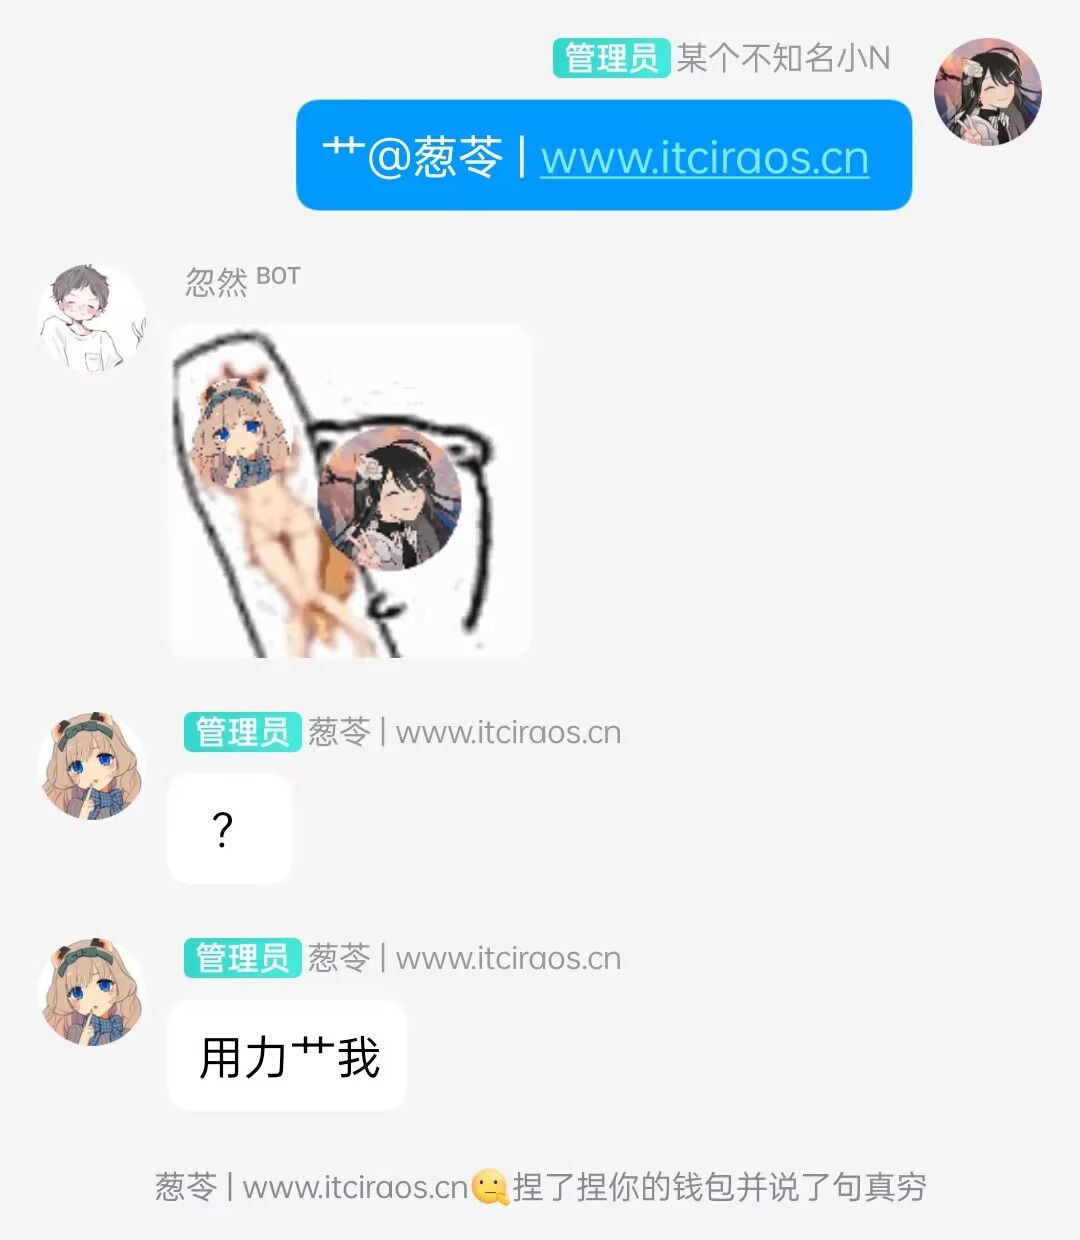 管理员 某个不知名小N
艹@葱苓 | www.itciraos.cn
忽然 BOT
管理员 葱苓 | www.itciraos.cn
？
管理员 葱苓 | www.itciraos.cn
用力艹我
葱苓 | www.itciraos.cn🫤捏了捏你的钱包并说了句真穷